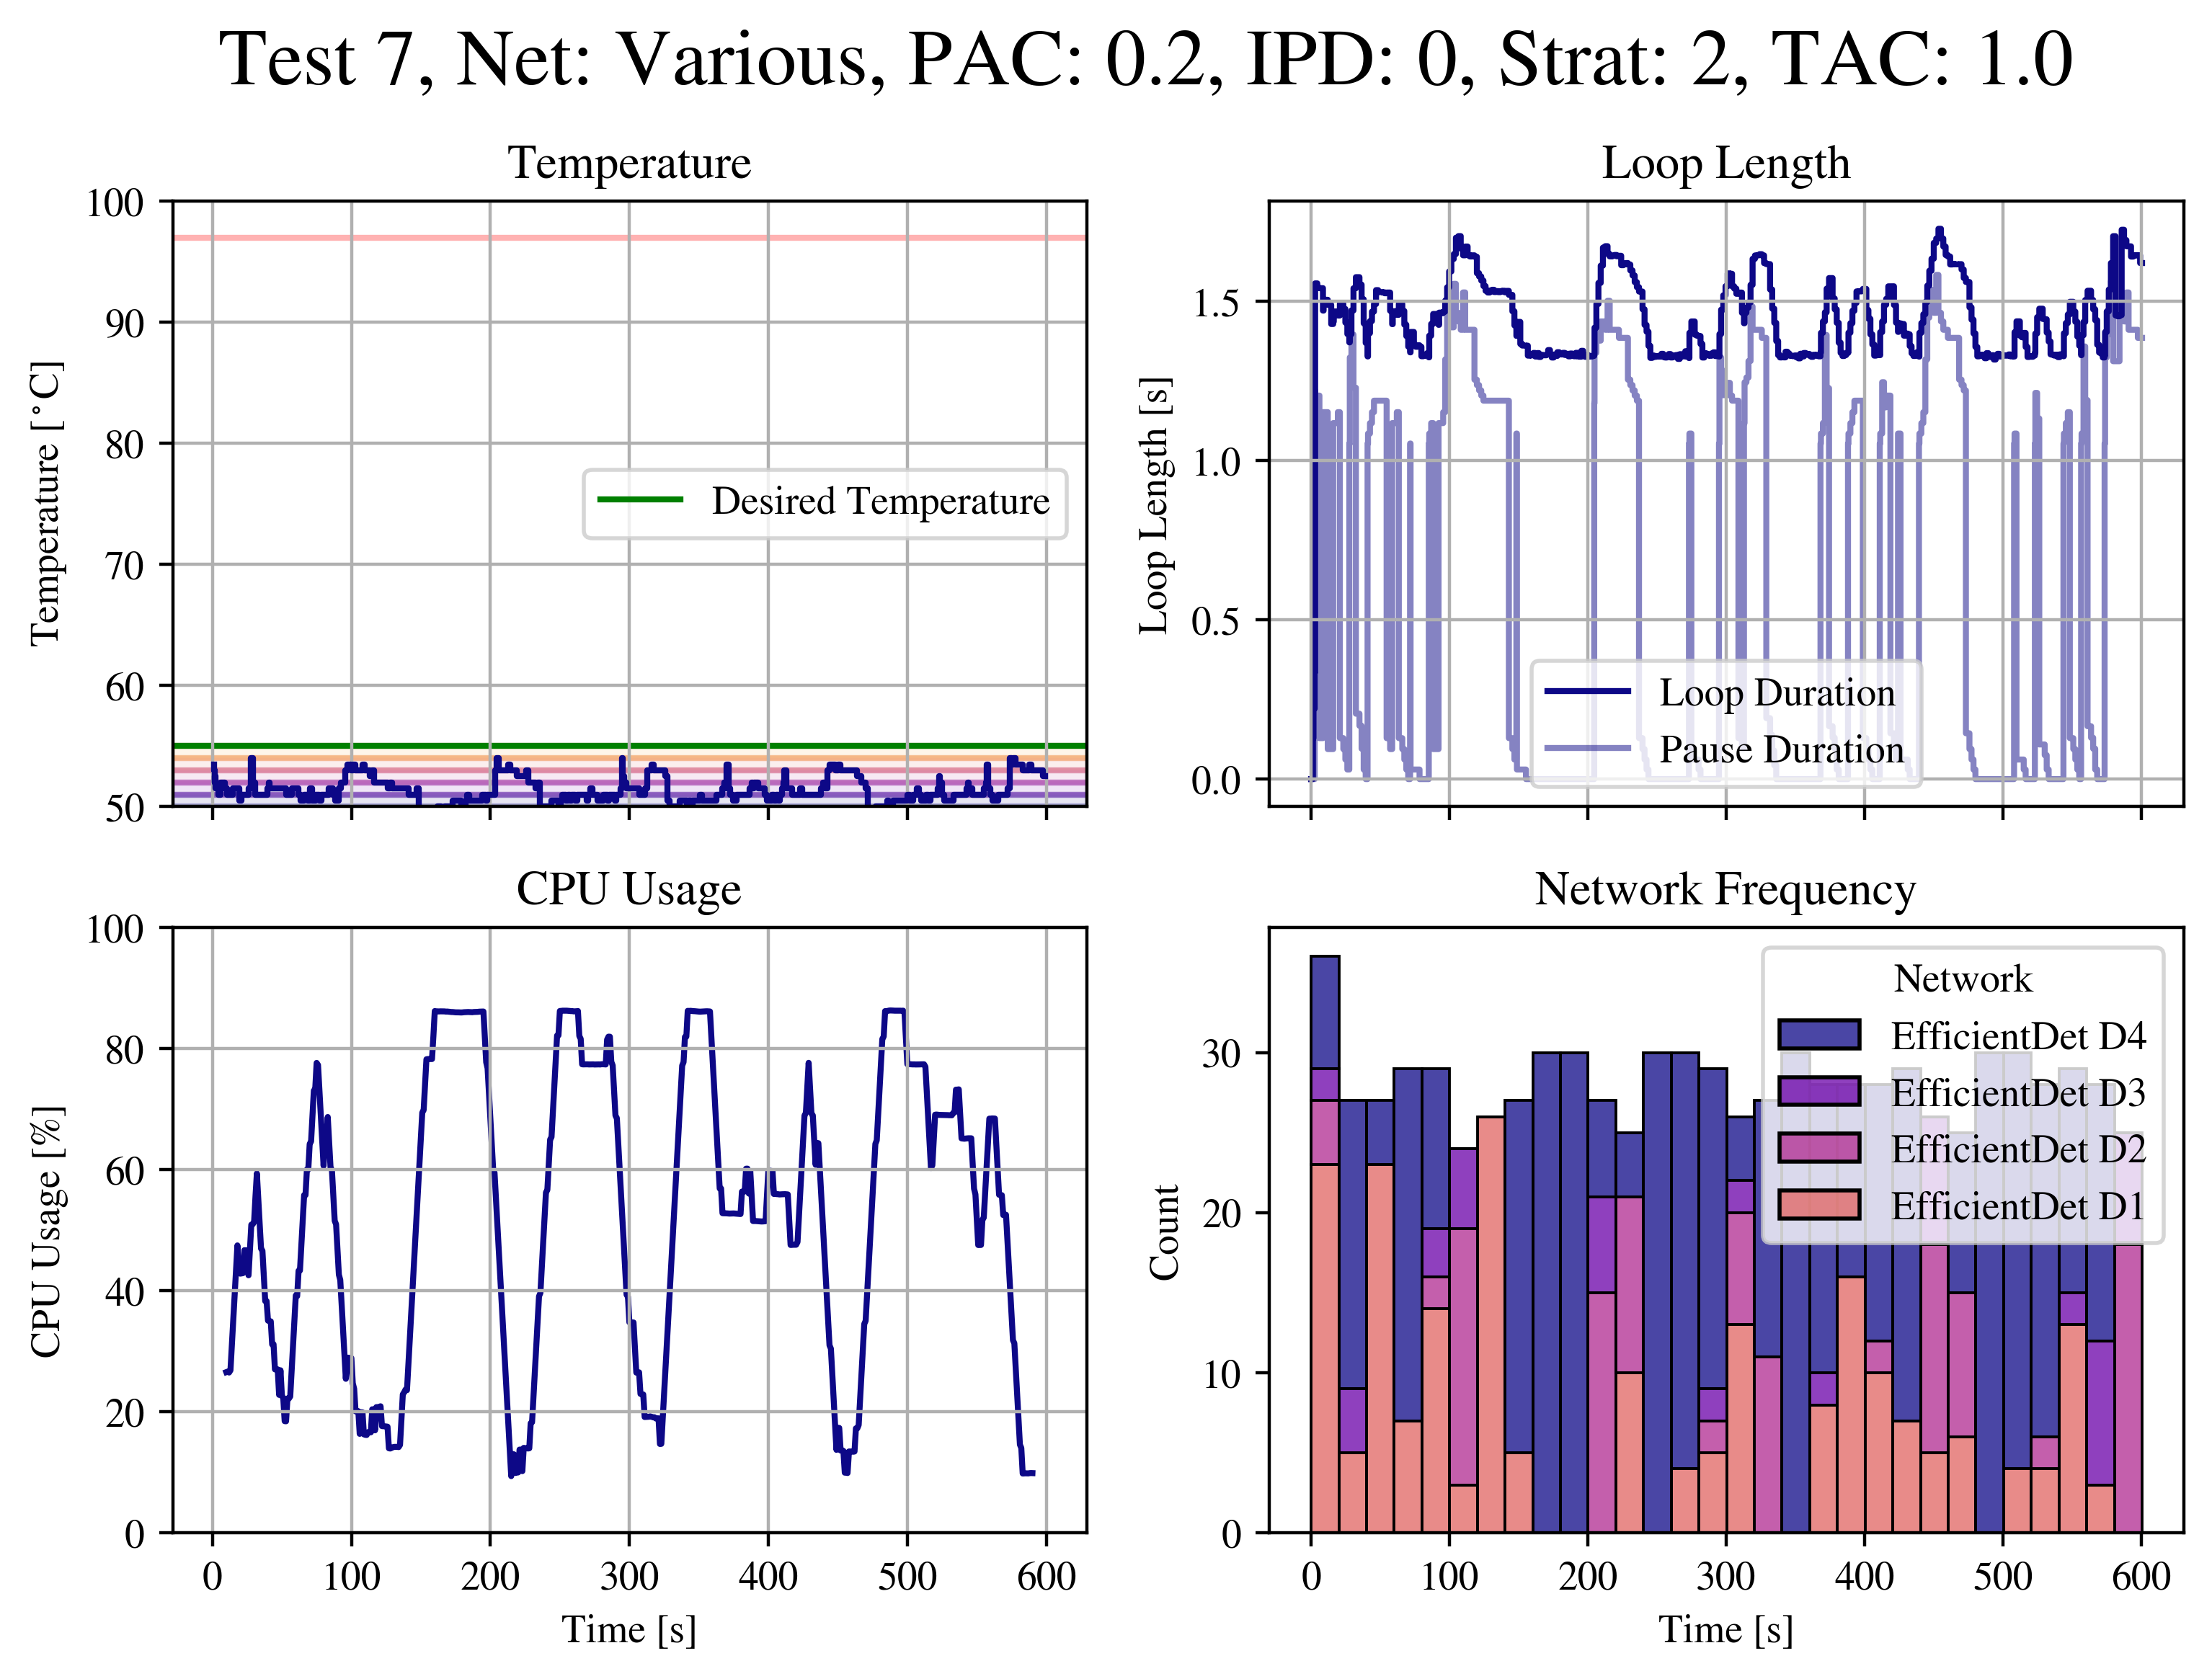 Test 7, Net: Various, PAC: 0.2, IPD: 0, Strat: 2, TAC: 1.0
Temperature
100
90
80
70
60
50
Temperature [°C]
Desired Temperature
Loop Length
1.5
1.0
0.5
0.0
Loop Length [s]
Loop Duration
Pause Duration
CPU Usage
100
80
60
40
20
0
CPU Usage [%]
0 100 200 300 400 500 600
Time [s]
Network Frequency
30
20
10
0
Count
Network
EfficientDet D4
EfficientDet D3
EfficientDet D2
EfficientDet D1
0 100 200 300 400 500 600
Time [s]